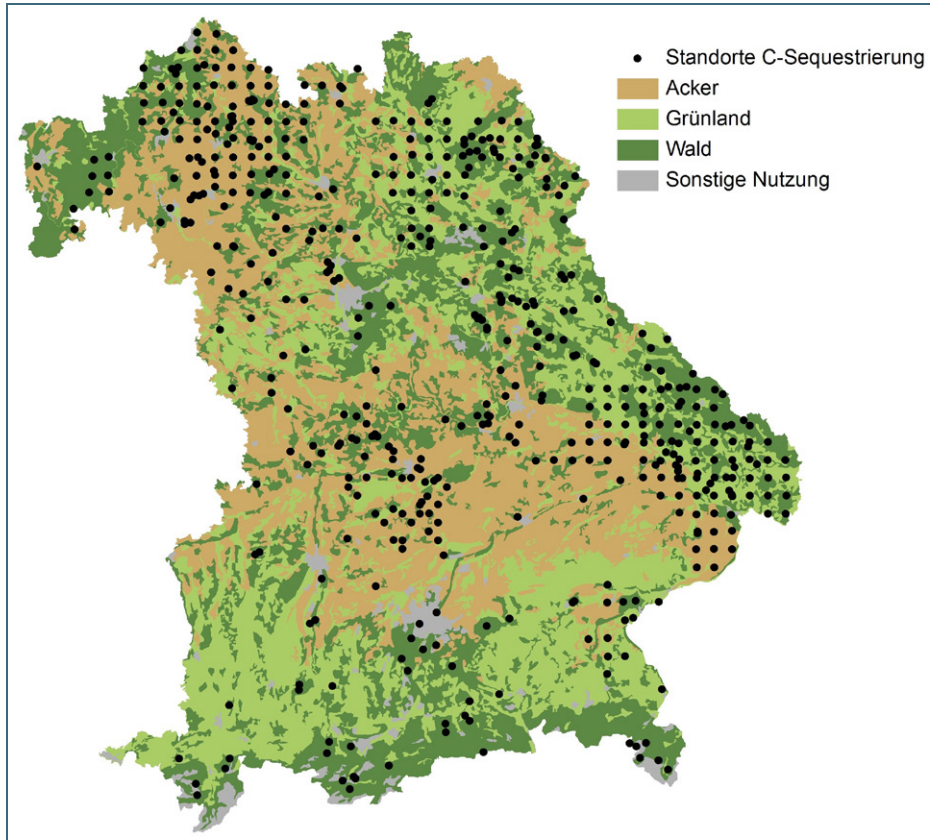 Standorte C-Sequestrierung
Acker
Grünland
Wald
Sonstige Nutzung